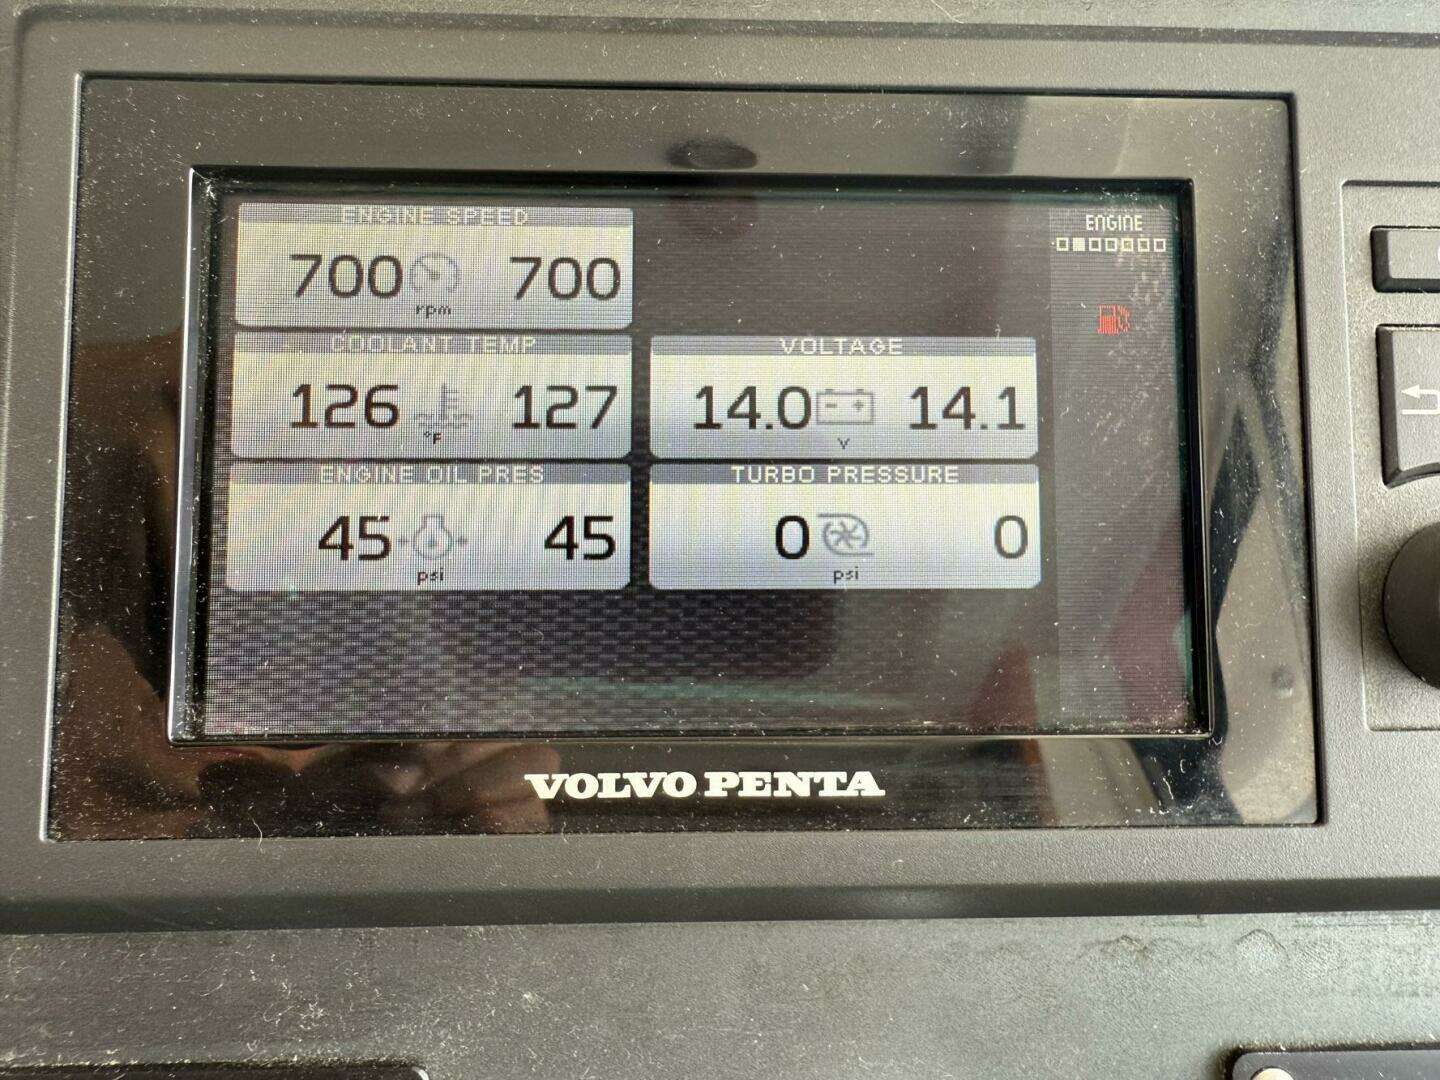 ENGINE SPEED
700 700
rpm
ENGINE
COOLANT TEMP
126 127
°F
VOLTAGE
14.0 14.1
V
ENGINE OIL PRES
45 45
psi
TURBO PRESSURE
0 0
psi
VOLVO PENTA